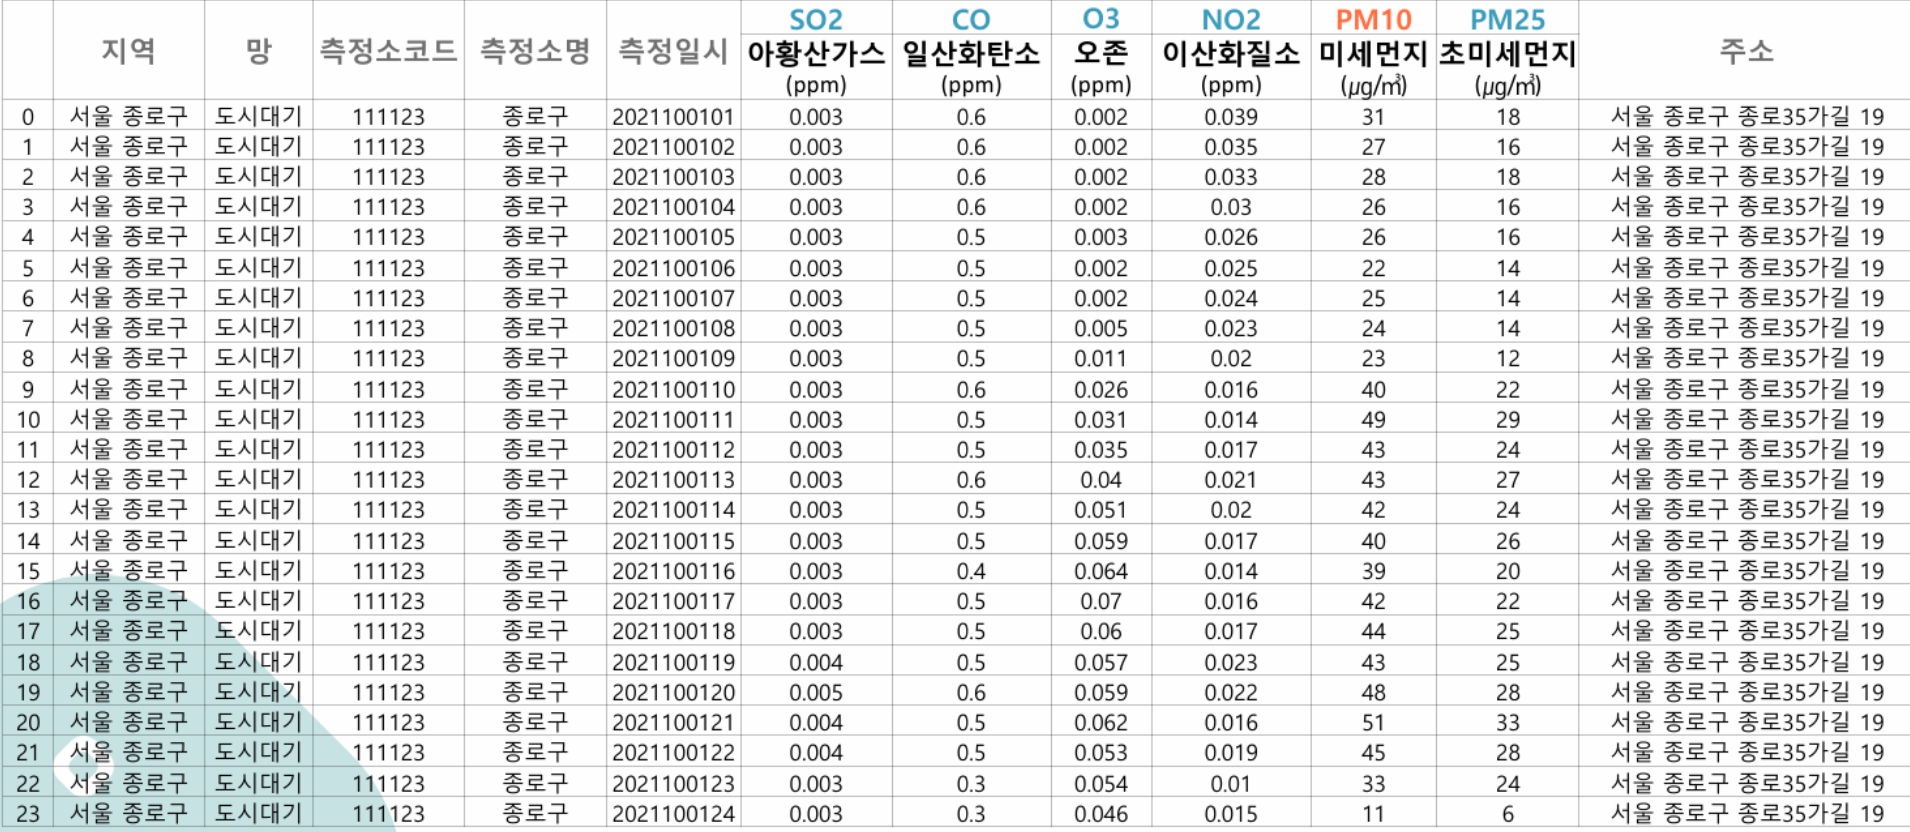 지역 망 측정소코드 측정소명 측정일시 SO2 아황산가스 (ppm) CO 일산화탄소 (ppm) O3 오존 (ppm) NO2 이산화질소 (ppm) PM10 미세먼지 (μg/㎥) PM25 초미세먼지 (μg/㎥) 주소
0 서울 종로구 도시대기 111123 종로구 2021100101 0.003 0.6 0.002 0.039 31 18 서울 종로구 종로35가길 19
1 서울 종로구 도시대기 111123 종로구 2021100102 0.003 0.6 0.002 0.035 27 16 서울 종로구 종로35가길 19
2 서울 종로구 도시대기 111123 종로구 2021100103 0.003 0.6 0.002 0.033 28 18 서울 종로구 종로35가길 19
3 서울 종로구 도시대기 111123 종로구 2021100104 0.003 0.6 0.002 0.03 26 16 서울 종로구 종로35가길 19
4 서울 종로구 도시대기 111123 종로구 2021100105 0.003 0.5 0.003 0.026 26 16 서울 종로구 종로35가길 19
5 서울 종로구 도시대기 111123 종로구 2021100106 0.003 0.5 0.002 0.025 22 14 서울 종로구 종로35가길 19
6 서울 종로구 도시대기 111123 종로구 2021100107 0.003 0.5 0.002 0.024 25 14 서울 종로구 종로35가길 19
7 서울 종로구 도시대기 111123 종로구 2021100108 0.003 0.5 0.005 0.023 24 14 서울 종로구 종로35가길 19
8 서울 종로구 도시대기 111123 종로구 2021100109 0.003 0.5 0.011 0.02 23 12 서울 종로구 종로35가길 19
9 서울 종로구 도시대기 111123 종로구 2021100110 0.003 0.6 0.026 0.016 40 22 서울 종로구 종로35가길 19
10 서울 종로구 도시대기 111123 종로구 2021100111 0.003 0.5 0.031 0.014 49 29 서울 종로구 종로35가길 19
11 서울 종로구 도시대기 111123 종로구 2021100112 0.003 0.5 0.035 0.017 43 24 서울 종로구 종로35가길 19
12 서울 종로구 도시대기 111123 종로구 2021100113 0.003 0.6 0.04 0.021 43 27 서울 종로구 종로35가길 19
13 서울 종로구 도시대기 111123 종로구 2021100114 0.003 0.5 0.051 0.02 42 24 서울 종로구 종로35가길 19
14 서울 종로구 도시대기 111123 종로구 2021100115 0.003 0.5 0.059 0.017 40 26 서울 종로구 종로35가길 19
15 서울 종로구 도시대기 111123 종로구 2021100116 0.003 0.4 0.064 0.014 39 20 서울 종로구 종로35가길 19
16 서울 종로구 도시대기 111123 종로구 2021100117 0.003 0.5 0.07 0.016 42 22 서울 종로구 종로35가길 19
17 서울 종로구 도시대기 111123 종로구 2021100118 0.003 0.5 0.06 0.017 44 25 서울 종로구 종로35가길 19
18 서울 종로구 도시대기 111123 종로구 2021100119 0.004 0.5 0.057 0.023 43 25 서울 종로구 종로35가길 19
19 서울 종로구 도시대기 111123 종로구 2021100120 0.005 0.6 0.059 0.022 48 28 서울 종로구 종로35가길 19
20 서울 종로구 도시대기 111123 종로구 2021100121 0.004 0.5 0.062 0.016 51 33 서울 종로구 종로35가길 19
21 서울 종로구 도시대기 111123 종로구 2021100122 0.004 0.5 0.053 0.019 45 28 서울 종로구 종로35가길 19
22 서울 종로구 도시대기 111123 종로구 2021100123 0.003 0.3 0.054 0.01 33 24 서울 종로구 종로35가길 19
23 서울 종로구 도시대기 111123 종로구 2021100124 0.003 0.3 0.046 0.015 11 6 서울 종로구 종로35가길 19